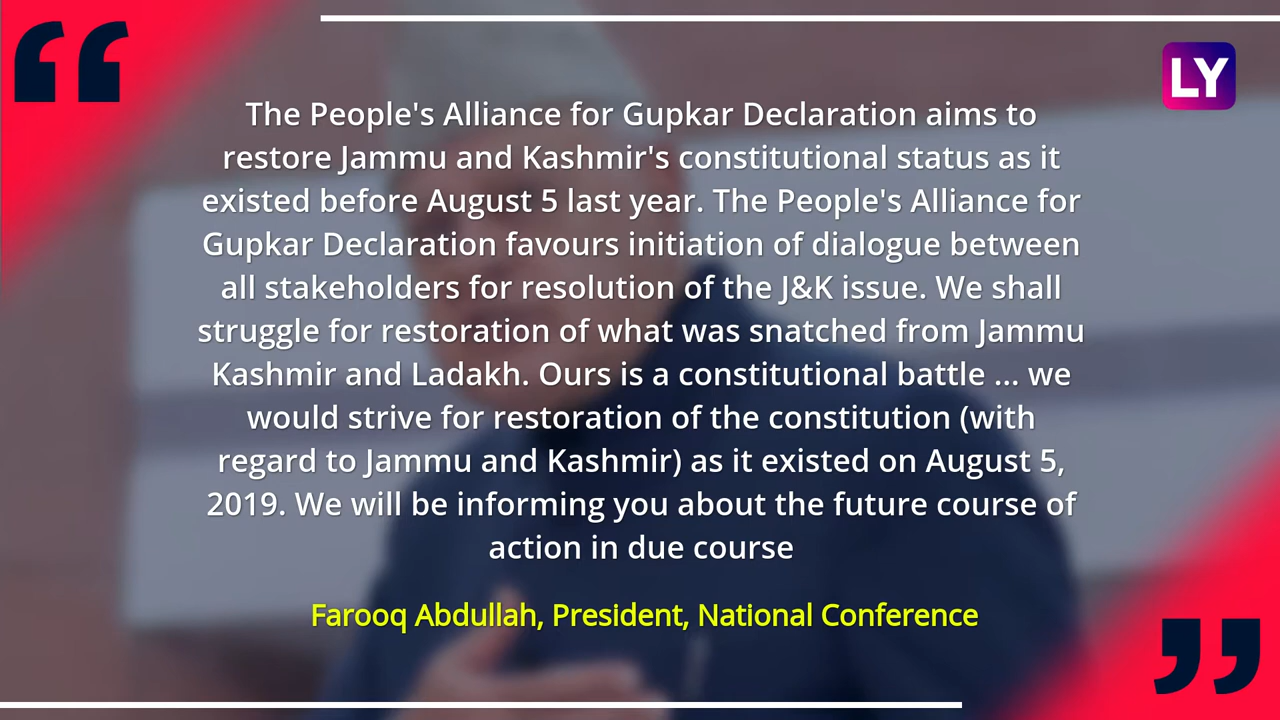 LY
The People's Alliance for Gupkar Declaration aims to
restore Jammu and Kashmir's constitutional status as it
existed before August 5 last year. The People's Alliance for
Gupkar Declaration favours initiation of dialogue between
all stakeholders for resolution of the J&K issue. We shall
struggle for restoration of what was snatched from Jammu
Kashmir and Ladakh. Ours is a constitutional battle ... we
would strive for restoration of the constitution (with
regard to Jammu and Kashmir) as it existed on August 5,
2019. We will be informing you about the future course of
action in due course
Farooq Abdullah, President, National Conference